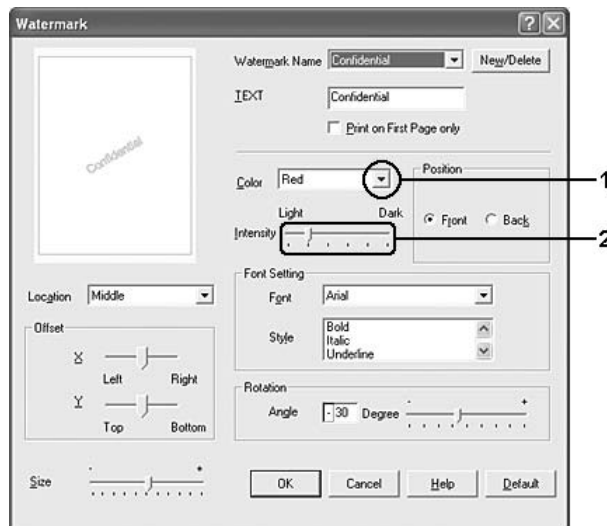 Watermark
Watermark Name Confidential New/Delete
TEXT Confidential
Print on First Page only
Confidential
Color Red
1
Position
Front Back
Light Dark
Intensity
2
Location Middle
Offset
X
Left Right
Y
Top Bottom
Font Setting
Font Arial
Style Bold
Italic
Underline
Rotation
Angle -30 Degree - +
Size - +
OK Cancel Help Default